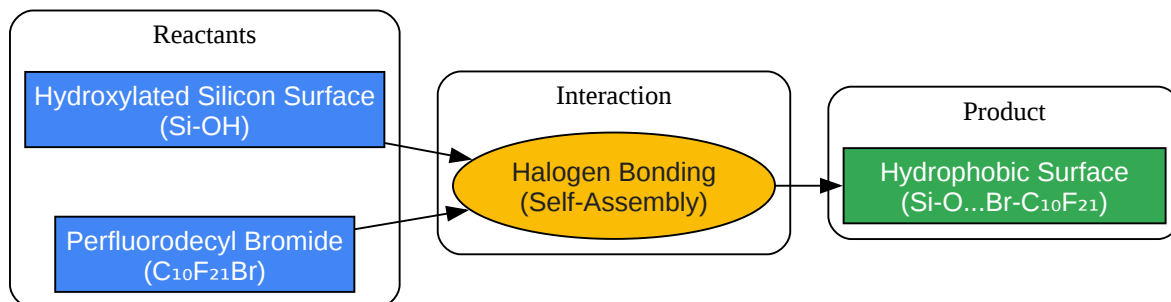 Reactants
Hydroxylated Silicon Surface
(Si-OH)
Perfluorodecyl Bromide
(C₁₀F₂₁Br)
Interaction
Halogen Bonding
(Self-Assembly)
Product
Hydrophobic Surface
(Si-O...Br-C₁₀F₂₁)